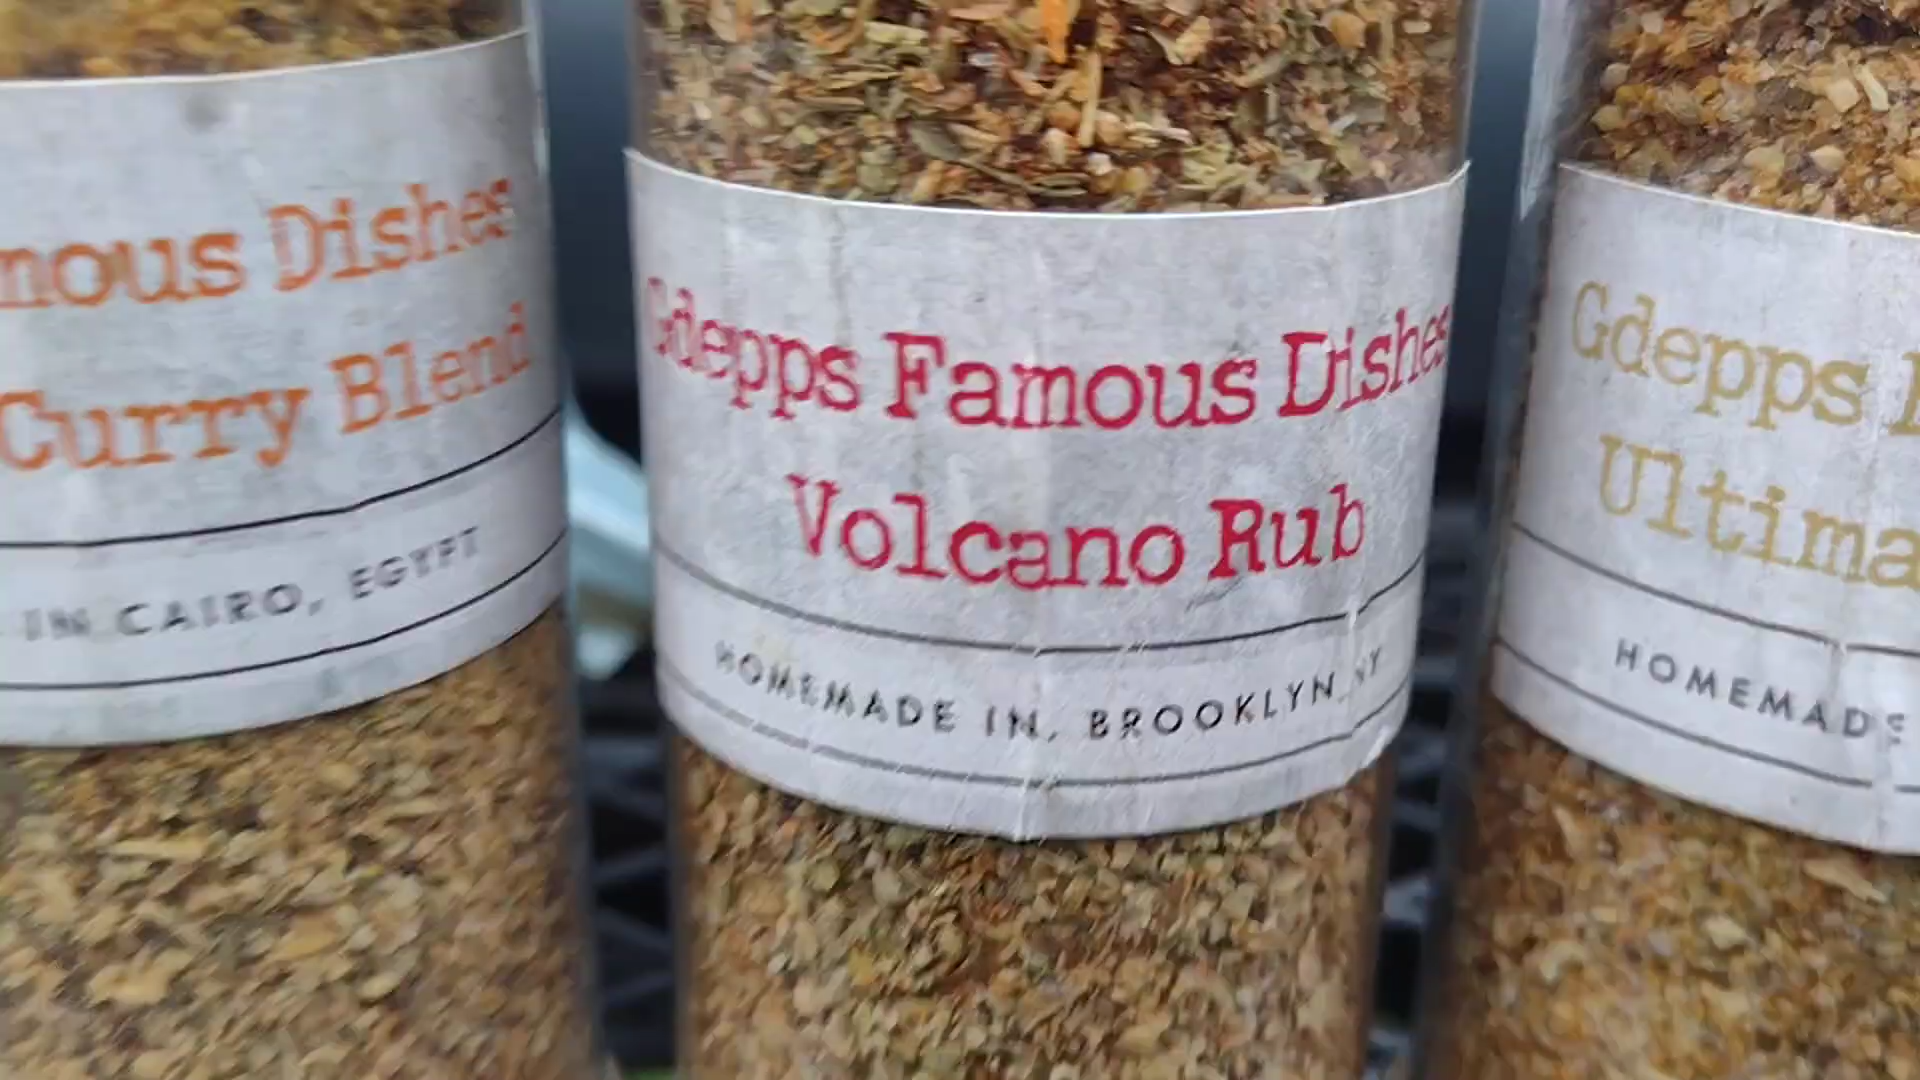 mous Dishes
Curry Blend
IN CAIRO, EGYPT
Gdepps Famous Dishes
Volcano Rub
HOMEMADE IN, BROOKLYN NY
Gdepps
Ultima
HOMEMADE